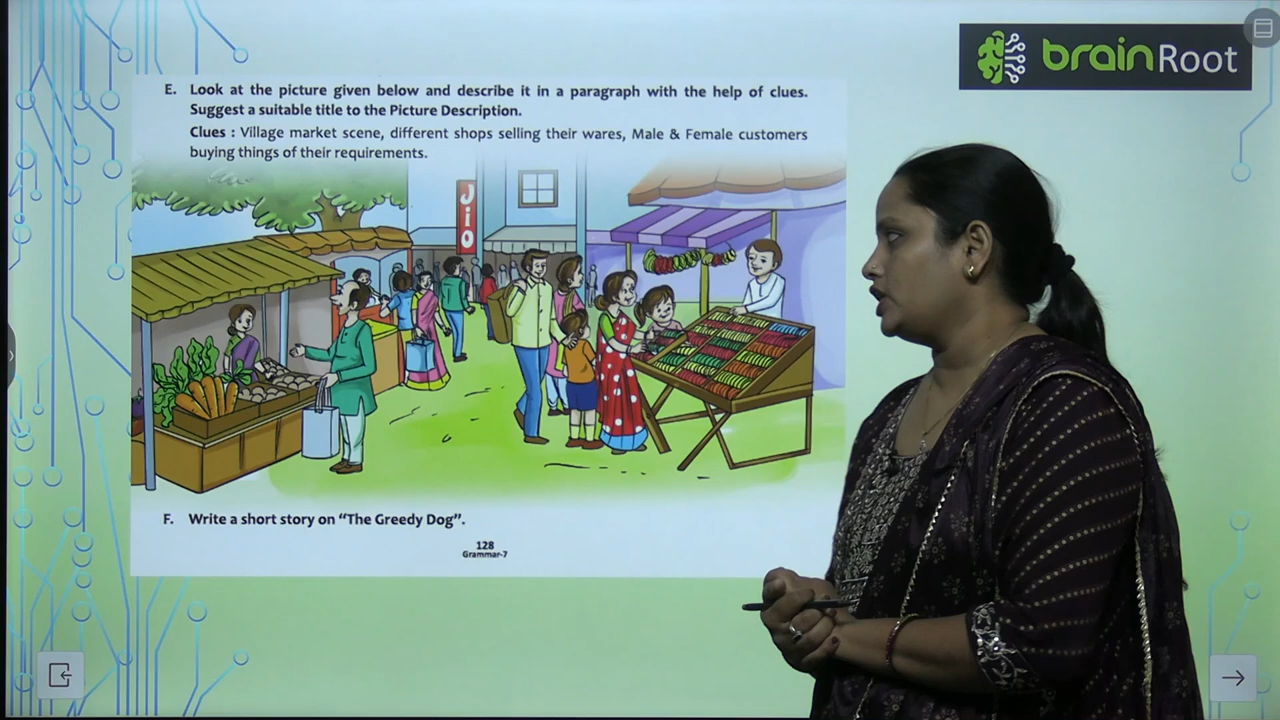 brainRoot
E. Look at the picture given below and describe it in a paragraph with the help of clues.
Suggest a suitable title to the Picture Description.
Clues : Village market scene, different shops selling their wares, Male & Female customers
buying things of their requirements.
Jio
F. Write a short story on “The Greedy Dog”.
128
Grammar-7